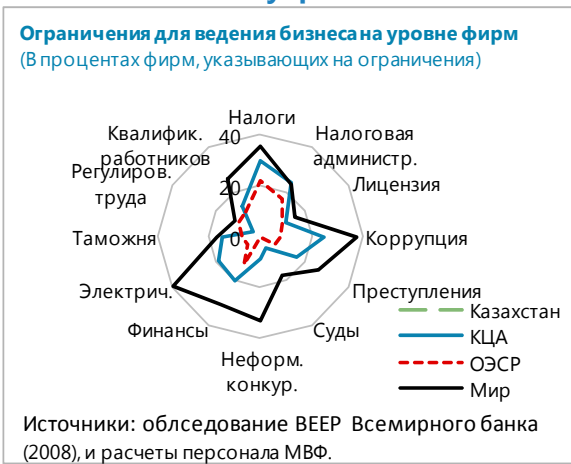 Ограничения для ведения бизнеса на уровне фирм
(В процентах фирм, указывающих на ограничения)
Налоги
Налоговая
администр.
Лицензия
Коррупция
Преступления
Суды
Неформ.
конкур.
Финансы
Электрич.
Таможня
Регулиров.
труда
Квалифик.
работников
40
20
0
Казахстан
КЦА
ОЭСР
Мир
Источники: облседование BEEP Всемирного банка
(2008), и расчеты персонала МВФ.